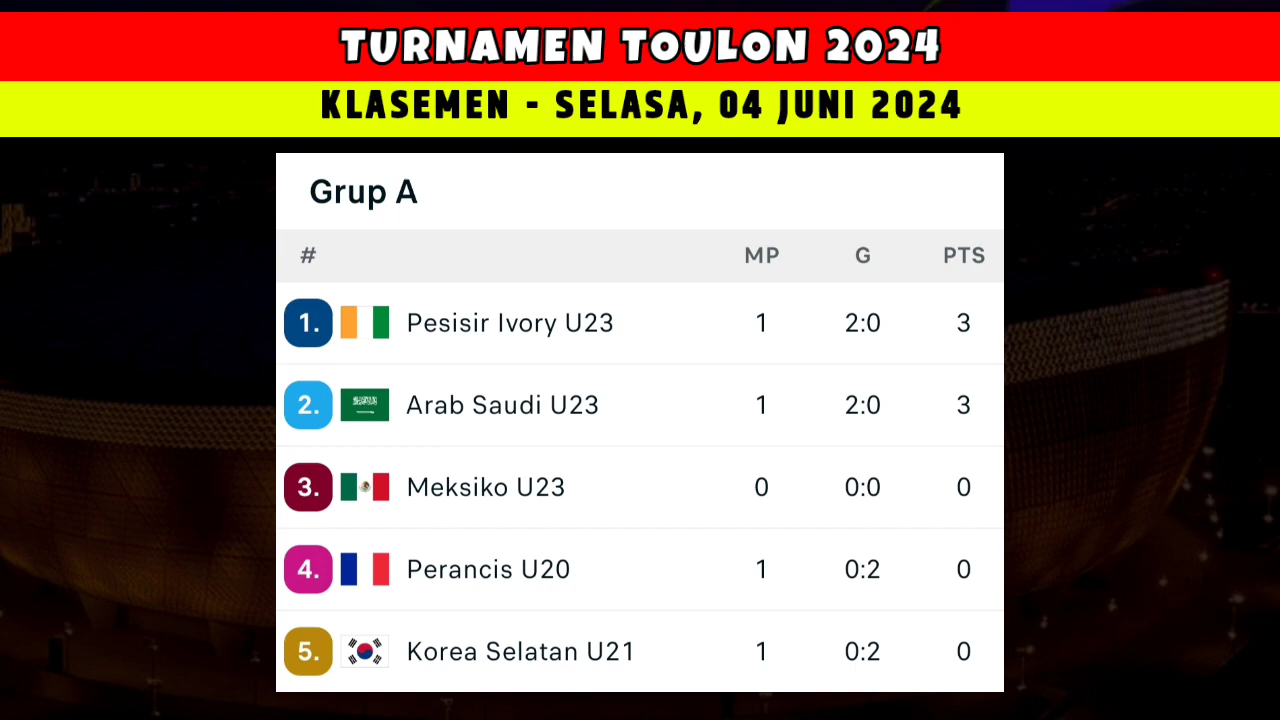 TURNAMEN TOULON 2024
KLASEMEN - SELASA, 04 JUNI 2024
Grup A
# MP G PTS
1. Pesisir Ivory U23 1 2:0 3
2. Arab Saudi U23 1 2:0 3
3. Meksiko U23 0 0:0 0
4. Perancis U20 1 0:2 0
5. Korea Selatan U21 1 0:2 0